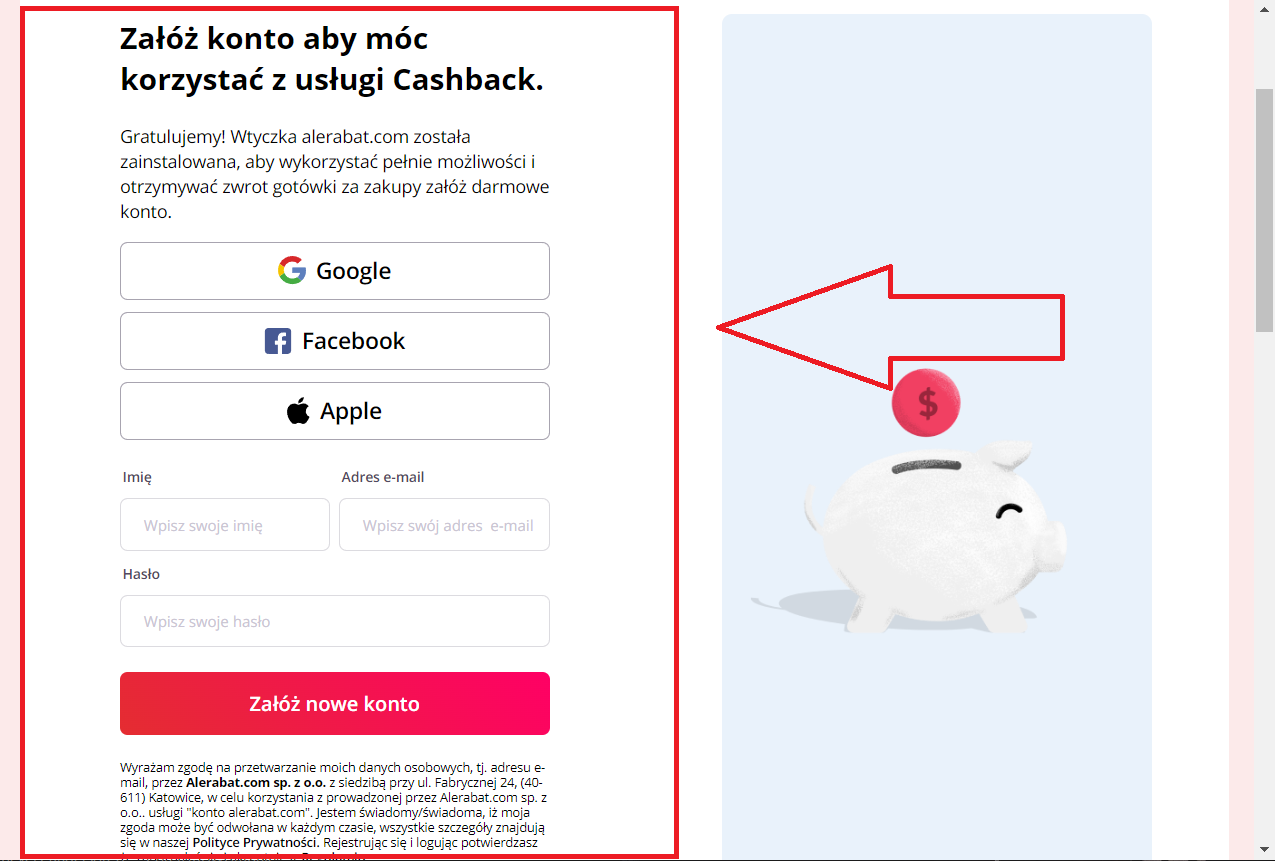 Załóż konto aby móc
korzystać z usługi Cashback.
Gratulujemy! Wtyczka alerabat.com została
zainstalowana, aby wykorzystać pełnie możliwości i
otrzymywać zwrot gotówki za zakupy załóż darmowe
konto.
Google
Facebook
Apple
Imię Adres e-mail
Wpisz swoje imię Wpisz swój adres e-mail
Hasło
Wpisz swoje hasło
Załóż nowe konto
Wyrażam zgodę na przetwarzanie moich danych osobowych, tj. adresu e-
mail, przez Alerabat.com sp. z o.o. z siedzibą przy ul. Fabrycznej 24, (40-
611) Katowice, w celu korzystania z prowadzonej przez Alerabat.com sp. z
o.o.. usługi "konto alerabat.com". Jestem świadomy/świadoma, iż moja
zgoda może być odwołana w każdym czasie, wszystkie szczegóły znajdują
się w naszej Polityce Prywatności. Rejestrując się i logując potwierdzasz
$